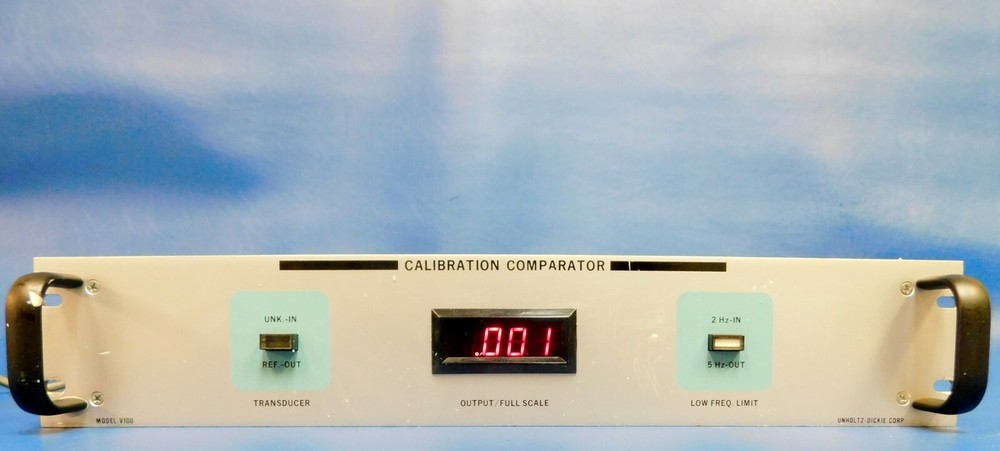 CALIBRATION COMPARATOR
UNK.-IN
REF.-OUT
TRANSDUCER
.001
OUTPUT/FULL SCALE
2 Hz-IN
5 Hz-OUT
LOW FREQ. LIMIT
MODEL V100
UNHOLTZ-DICKIE CORP